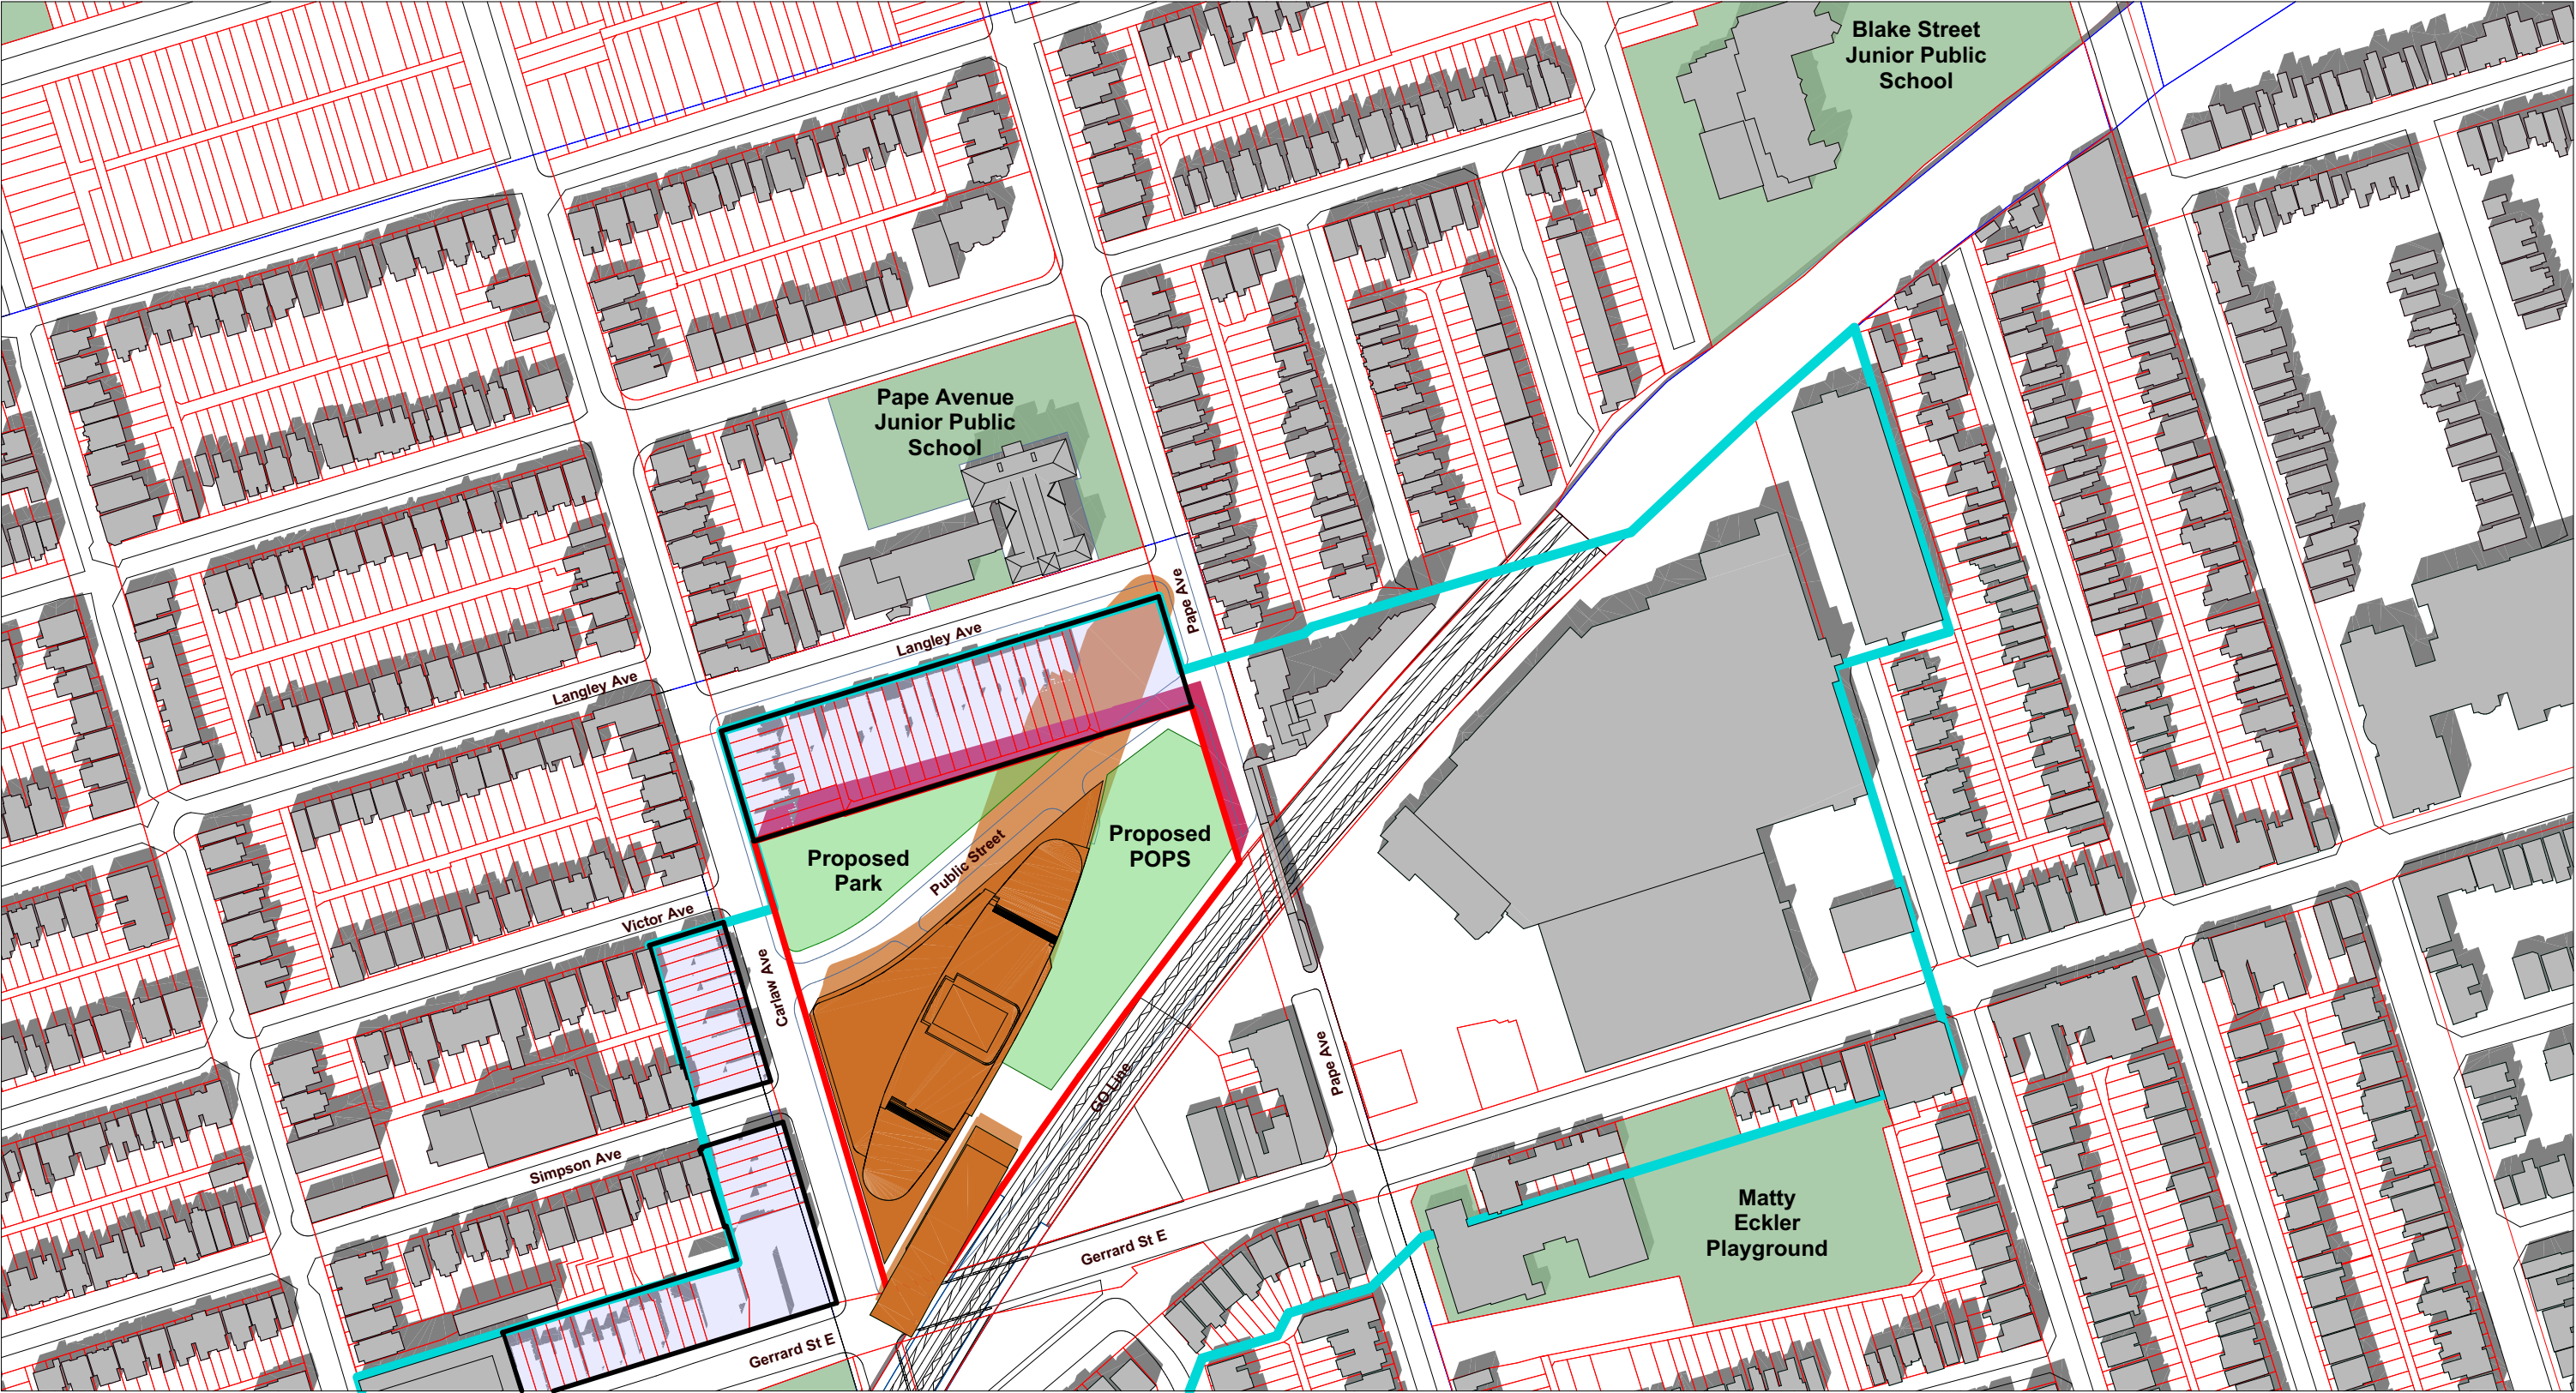 Blake Street
Junior Public
School
Pape Avenue
Junior Public
School
Pape Ave
Langley Ave
Langley Ave
Proposed
POPS
Proposed
Park
Public Street
Victor Ave
Carlaw Ave
GO Line
Pape Ave
Simpson Ave
Matty
Eckler
Playground
Gerrard St E
Gerrard St E